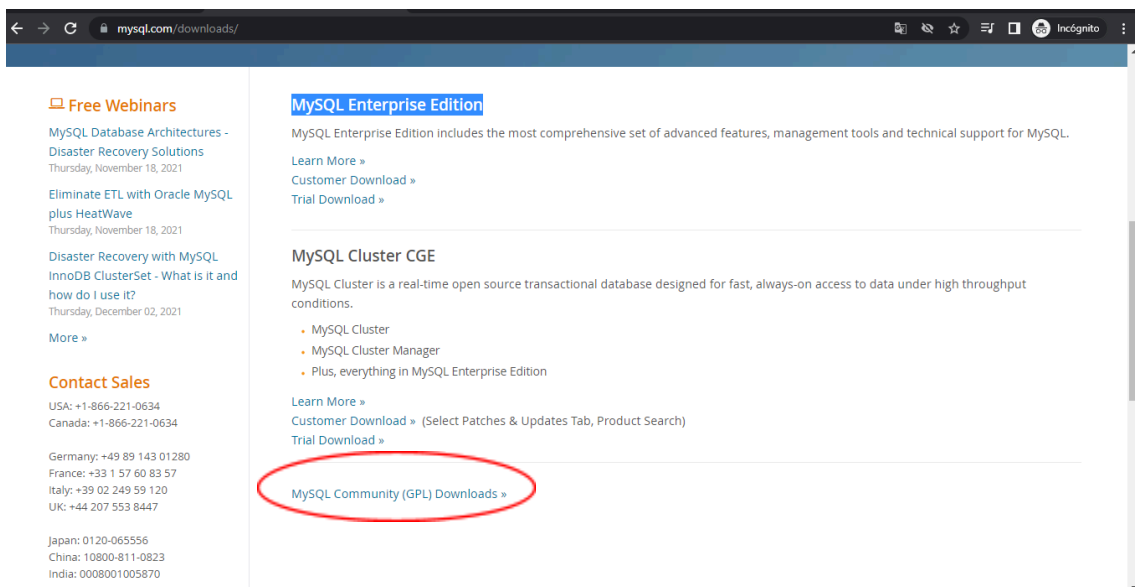 mysql.com/downloads/
Incógnito
Free Webinars
MySQL Database Architectures -
Disaster Recovery Solutions
Thursday, November 18, 2021
Eliminate ETL with Oracle MySQL
plus HeatWave
Thursday, November 18, 2021
Disaster Recovery with MySQL
InnoDB ClusterSet - What is it and
how do I use it?
Thursday, December 02, 2021
More »
Contact Sales
USA: +1-866-221-0634
Canada: +1-866-221-0634
Germany: +49 89 143 01280
France: +33 1 57 60 83 57
Italy: +39 02 249 59 120
UK: +44 207 553 8447
Japan: 0120-065556
China: 10800-811-0823
India: 0008001005870
MySQL Enterprise Edition
MySQL Enterprise Edition includes the most comprehensive set of advanced features, management tools and technical support for MySQL.
Learn More »
Customer Download »
Trial Download »
MySQL Cluster CGE
MySQL Cluster is a real-time open source transactional database designed for fast, always-on access to data under high throughput
conditions.
• MySQL Cluster
• MySQL Cluster Manager
• Plus, everything in MySQL Enterprise Edition
Learn More »
Customer Download » (Select Patches & Updates Tab, Product Search)
Trial Download »
MySQL Community (GPL) Downloads »